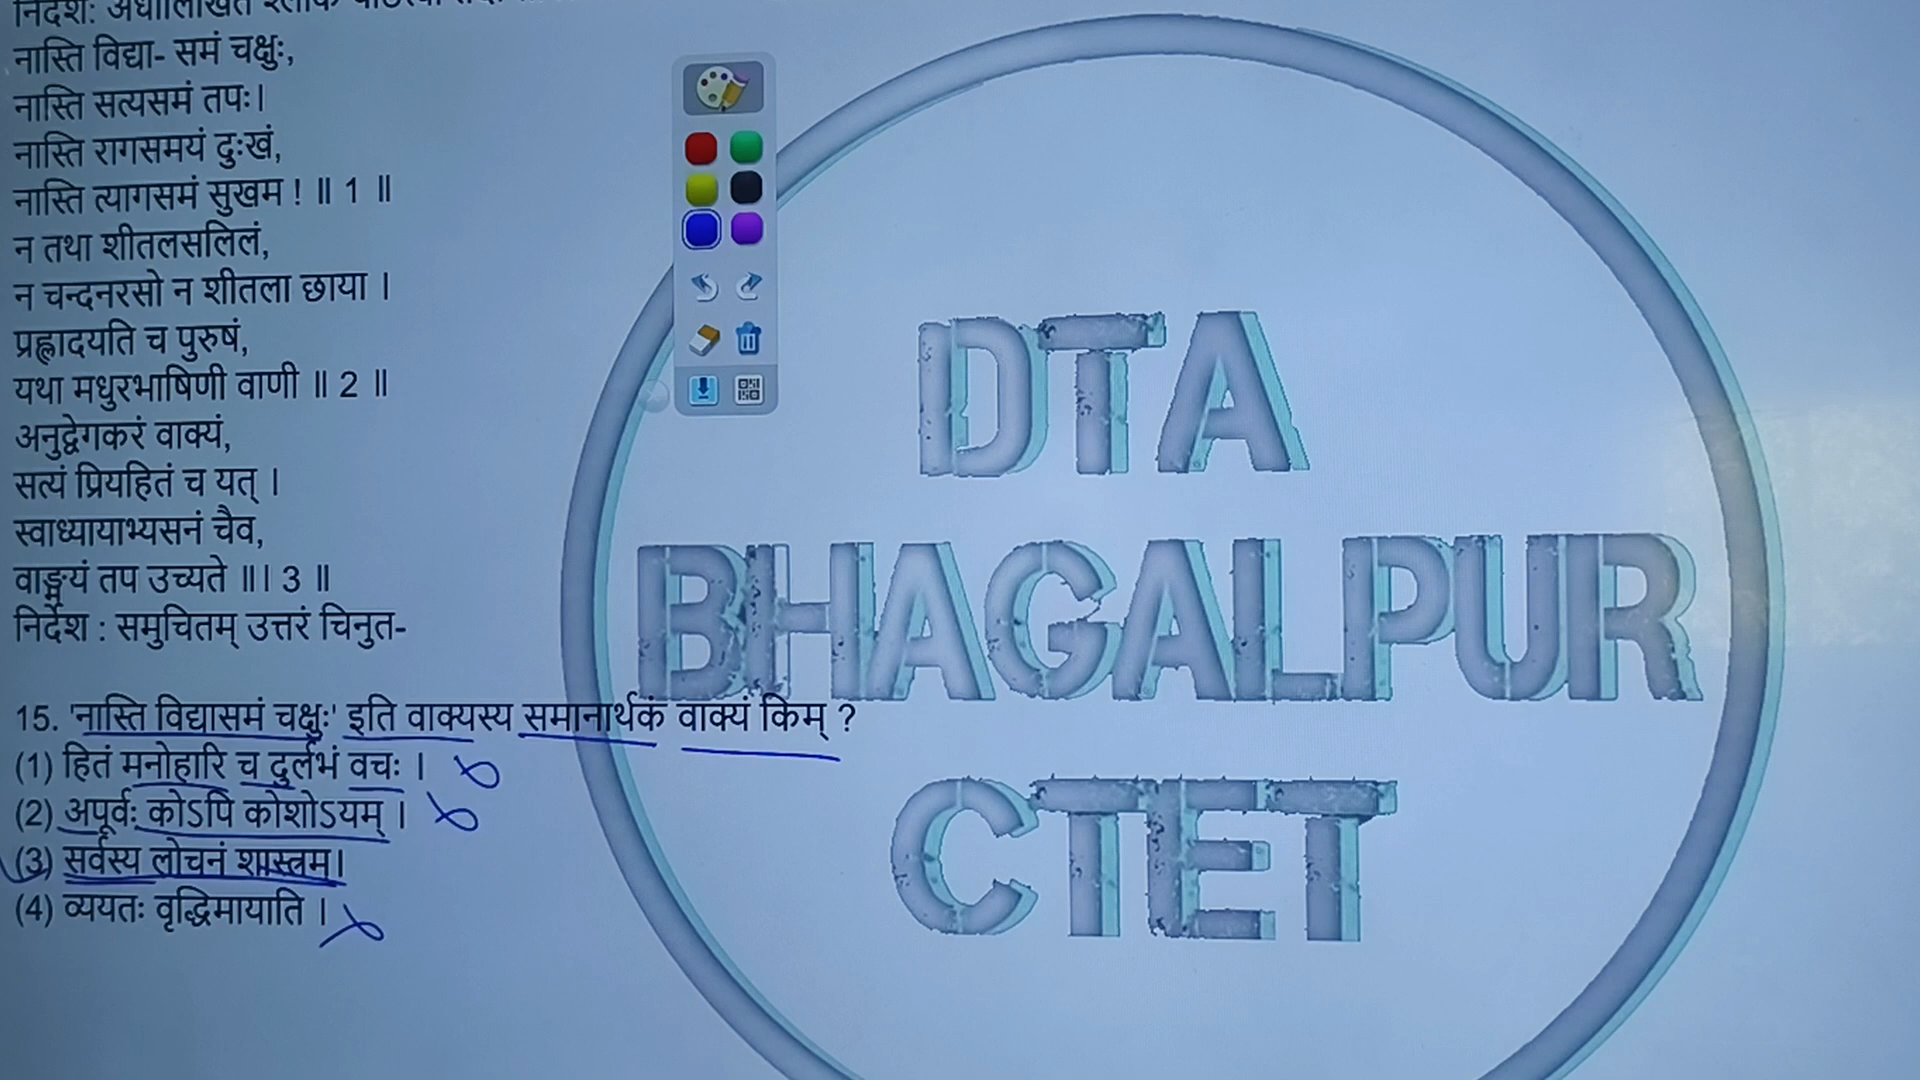 निर्देश: अधोलिखित श्लोक
नास्ति विद्या- समं चक्षुः,
नास्ति सत्यसमं तपः।
नास्ति रागसमयं दुःखं,
नास्ति त्यागसमं सुखम ! ॥ 1 ॥
न तथा शीतलसलिलं,
न चन्दनरसो न शीतला छाया ।
प्रह्लादयति च पुरुषं,
यथा मधुरभाषिणी वाणी ॥ 2 ॥
अनुद्वेगकरं वाक्यं,
सत्यं प्रियहितं च यत् ।
स्वाध्यायाभ्यसनं चैव,
वाङ्मयं तप उच्यते ॥। 3 ॥
निर्देश : समुचितम् उत्तरं चिनुत-
15. 'नास्ति विद्यासमं चक्षुः' इति वाक्यस्य समानार्थकं वाक्यं किम् ?
(1) हितं मनोहारि च दुर्लभं वचः ।
(2) अपूर्वः कोऽपि कोशोऽयम् ।
(3) सर्वस्य लोचनं शास्त्रम।
(4) व्ययतः वृद्धिमायाति ।
DTA
BHAGALPUR
CTET